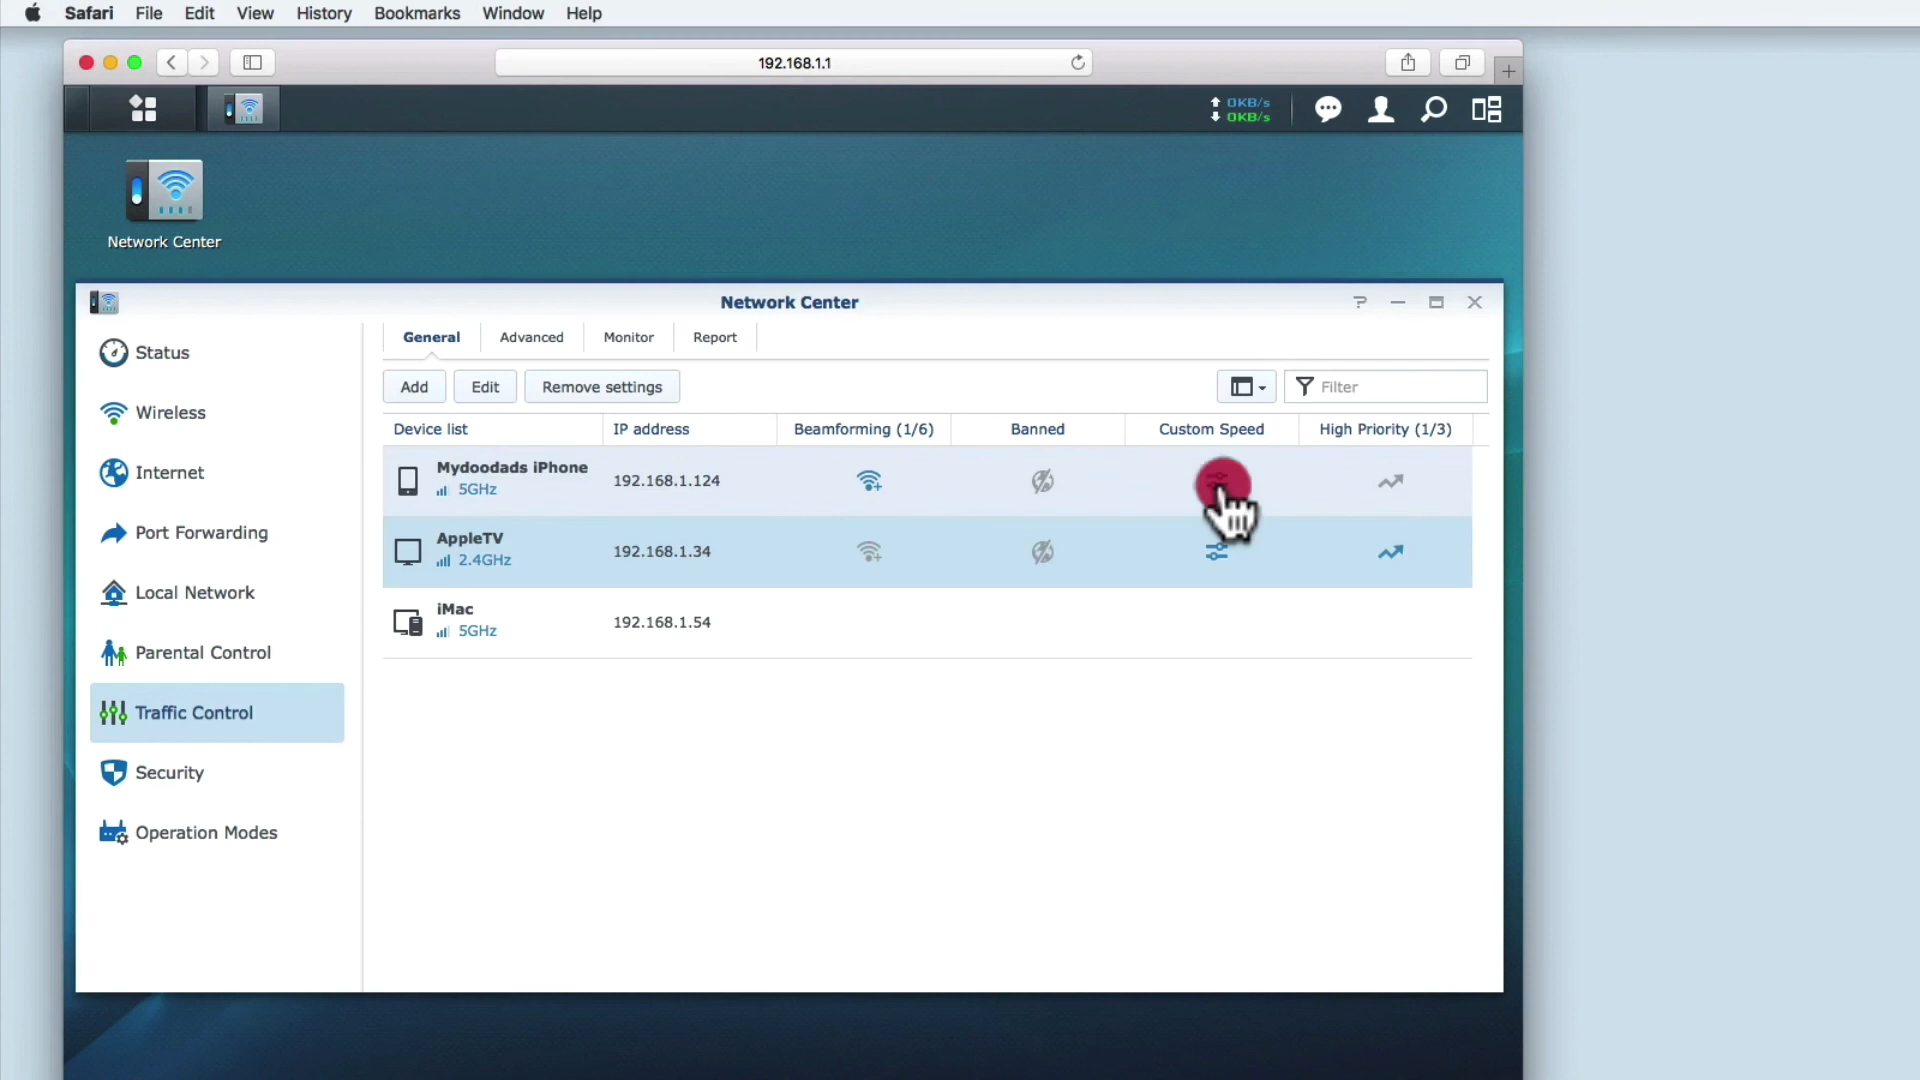 Safari File Edit View History Bookmarks Window Help
192.168.1.1
0KB/s
0KB/s
Network Center
Network Center
General Advanced Monitor Report
Status
Wireless
Internet
Port Forwarding
Local Network
Parental Control
Traffic Control
Security
Operation Modes
Add Edit Remove settings Filter
Device list IP address Beamforming (1/6) Banned Custom Speed High Priority (1/3)
Mydoodads iPhone
5GHz
192.168.1.124
AppleTV
2.4GHz
192.168.1.34
iMac
5GHz
192.168.1.54